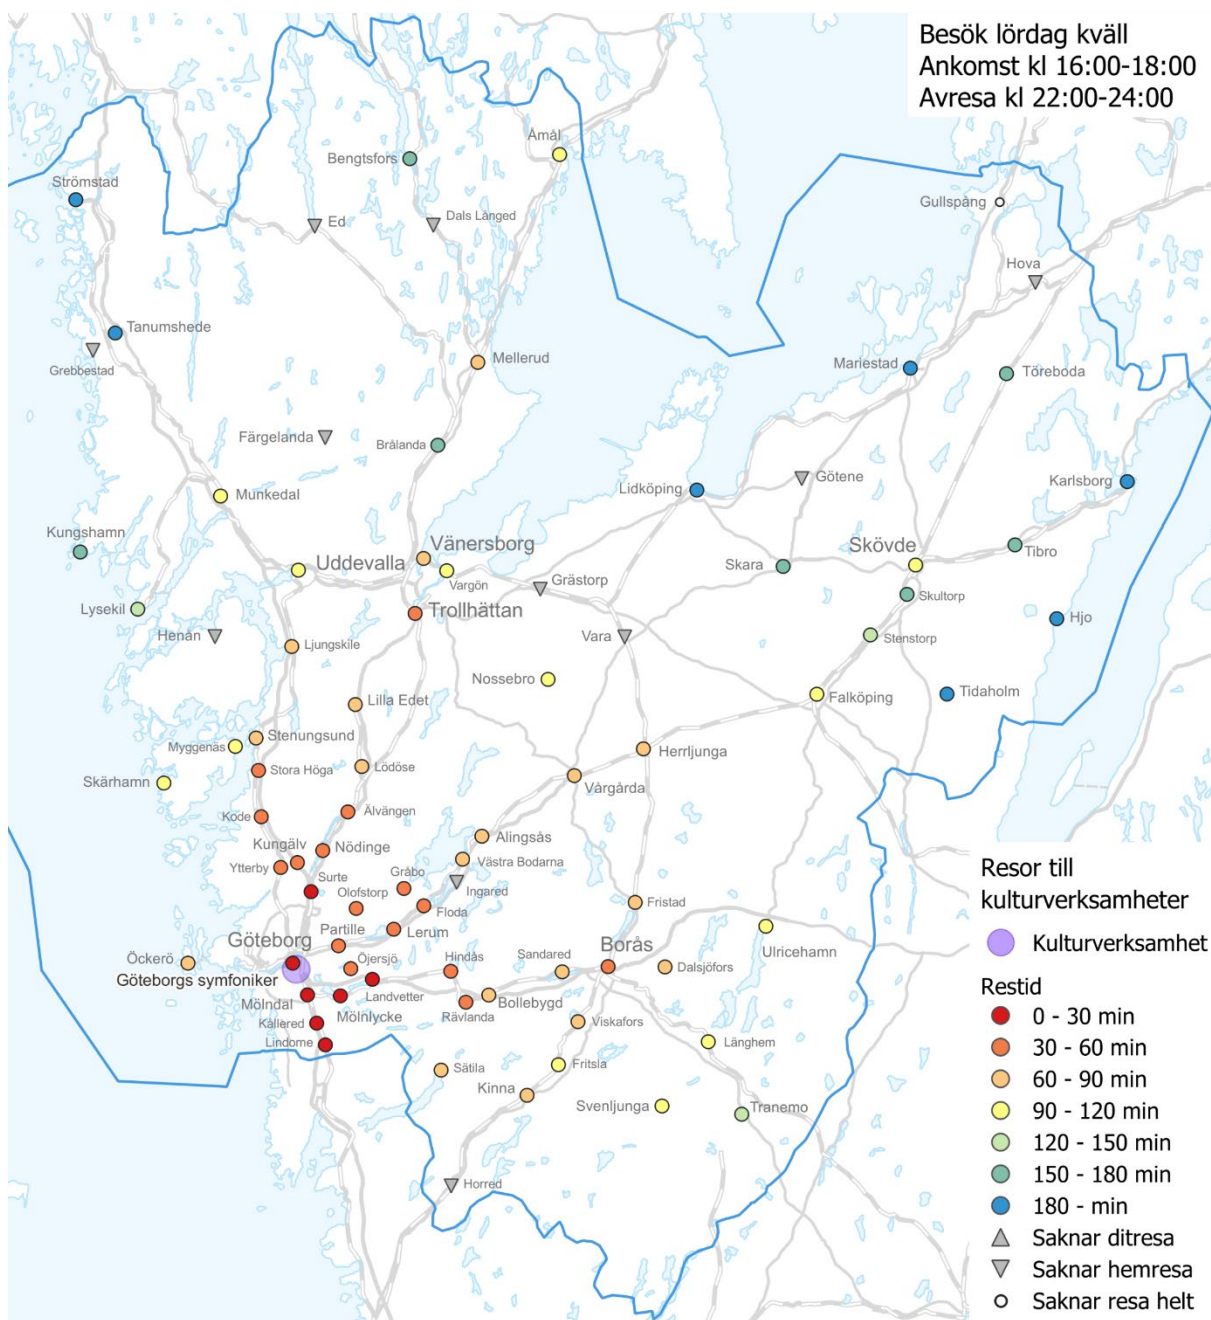 Besök lördag kväll
Ankomst kl 16:00-18:00
Avresa kl 22:00-24:00
Åmål
Bengtsfors
Strömstad
Gullspång
Dals Långed
Ed
Hova
Tanumshede
Mellerud
Mariestad
Töreboda
Grebbestad
Färgelanda
Brålanda
Götene
Karlsborg
Lidköping
Munkedal
Kungshamn
Vänersborg
Skövde
Tibro
Uddevalla
Skara
Vargön
Grästorp
Skultorp
Lysekil
Trollhättan
Hjo
Henån
Vara
Stenstorp
Ljungskile
Nossebro
Tidaholm
Falköping
Lilla Edet
Stenungsund
Myggenäs
Herrljunga
Stora Höga
Lödöse
Skärhamn
Vårgårda
Kode
Älvängen
Alingsås
Kungälv
Nödinge
Västra Bodarna
Ytterby
Surte
Gråbo
Olofstorp
Ingared
Fristad
Floda
Partille
Lerum
Göteborg
Borås
Ulricehamn
Öckerö
Öjersjö
Hindås
Sandared
Dalsjöfors
Göteborgs symfoniker
Landvetter
Bollebygd
Mölndal
Mölnlycke
Rävlanda
Kållered
Viskafors
Lindome
Länghem
Sätila
Fritsla
Kinna
Svenljunga
Tranemo
Horred
Resor till
kulturverksamheter
Kulturverksamhet
Restid
0 - 30 min
30 - 60 min
60 - 90 min
90 - 120 min
120 - 150 min
150 - 180 min
180 - min
Saknar ditresa
Saknar hemresa
Saknar resa helt